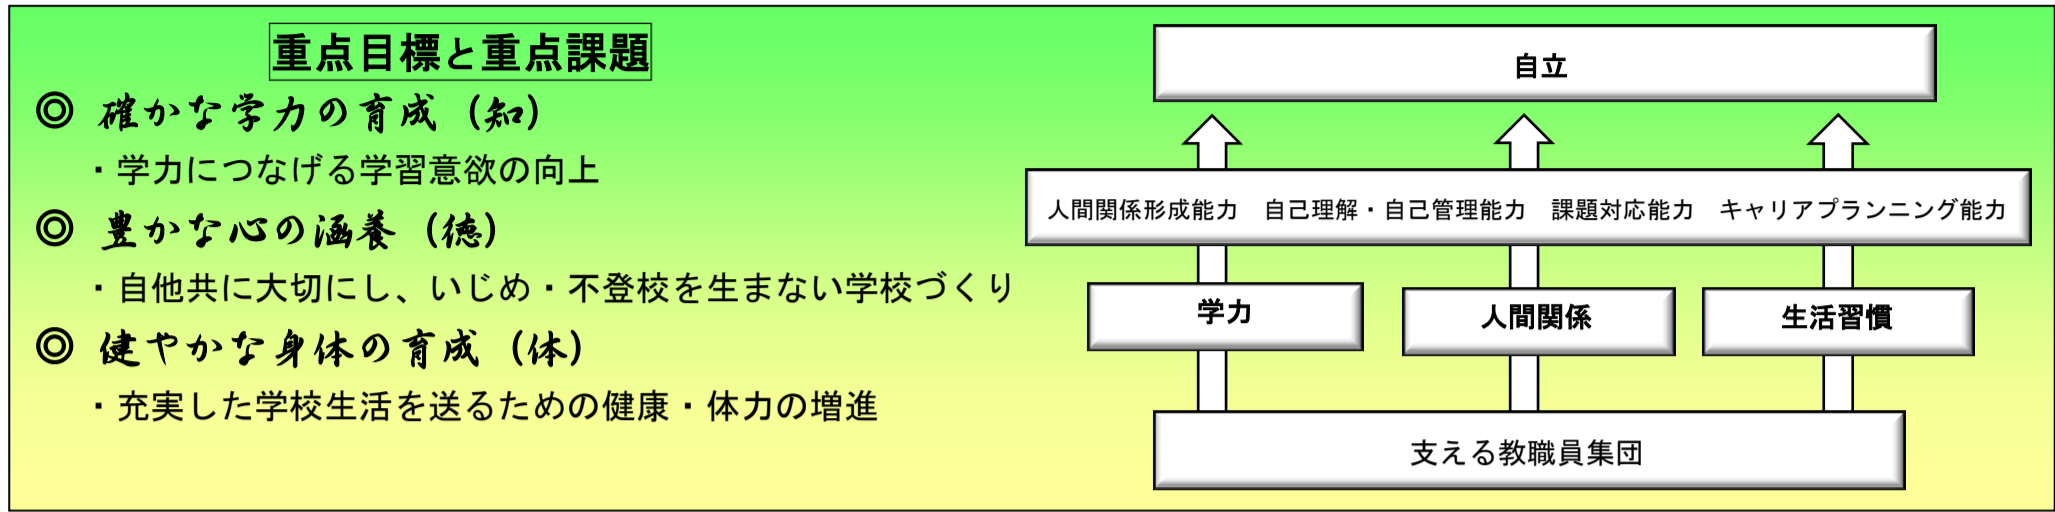 重点目標と重点課題
◎ 確かな学力の育成（知）
・学力につなげる学習意欲の向上
◎ 豊かな心の涵養（徳）
・自他共に大切にし、いじめ・不登校を生まない学校づくり
◎ 健やかな身体の育成（体）
・充実した学校生活を送るための健康・体力の増進
自立
人間関係形成能力　自己理解・自己管理能力　課題対応能力　キャリアプランニング能力
学力
人間関係
生活習慣
支える教職員集団